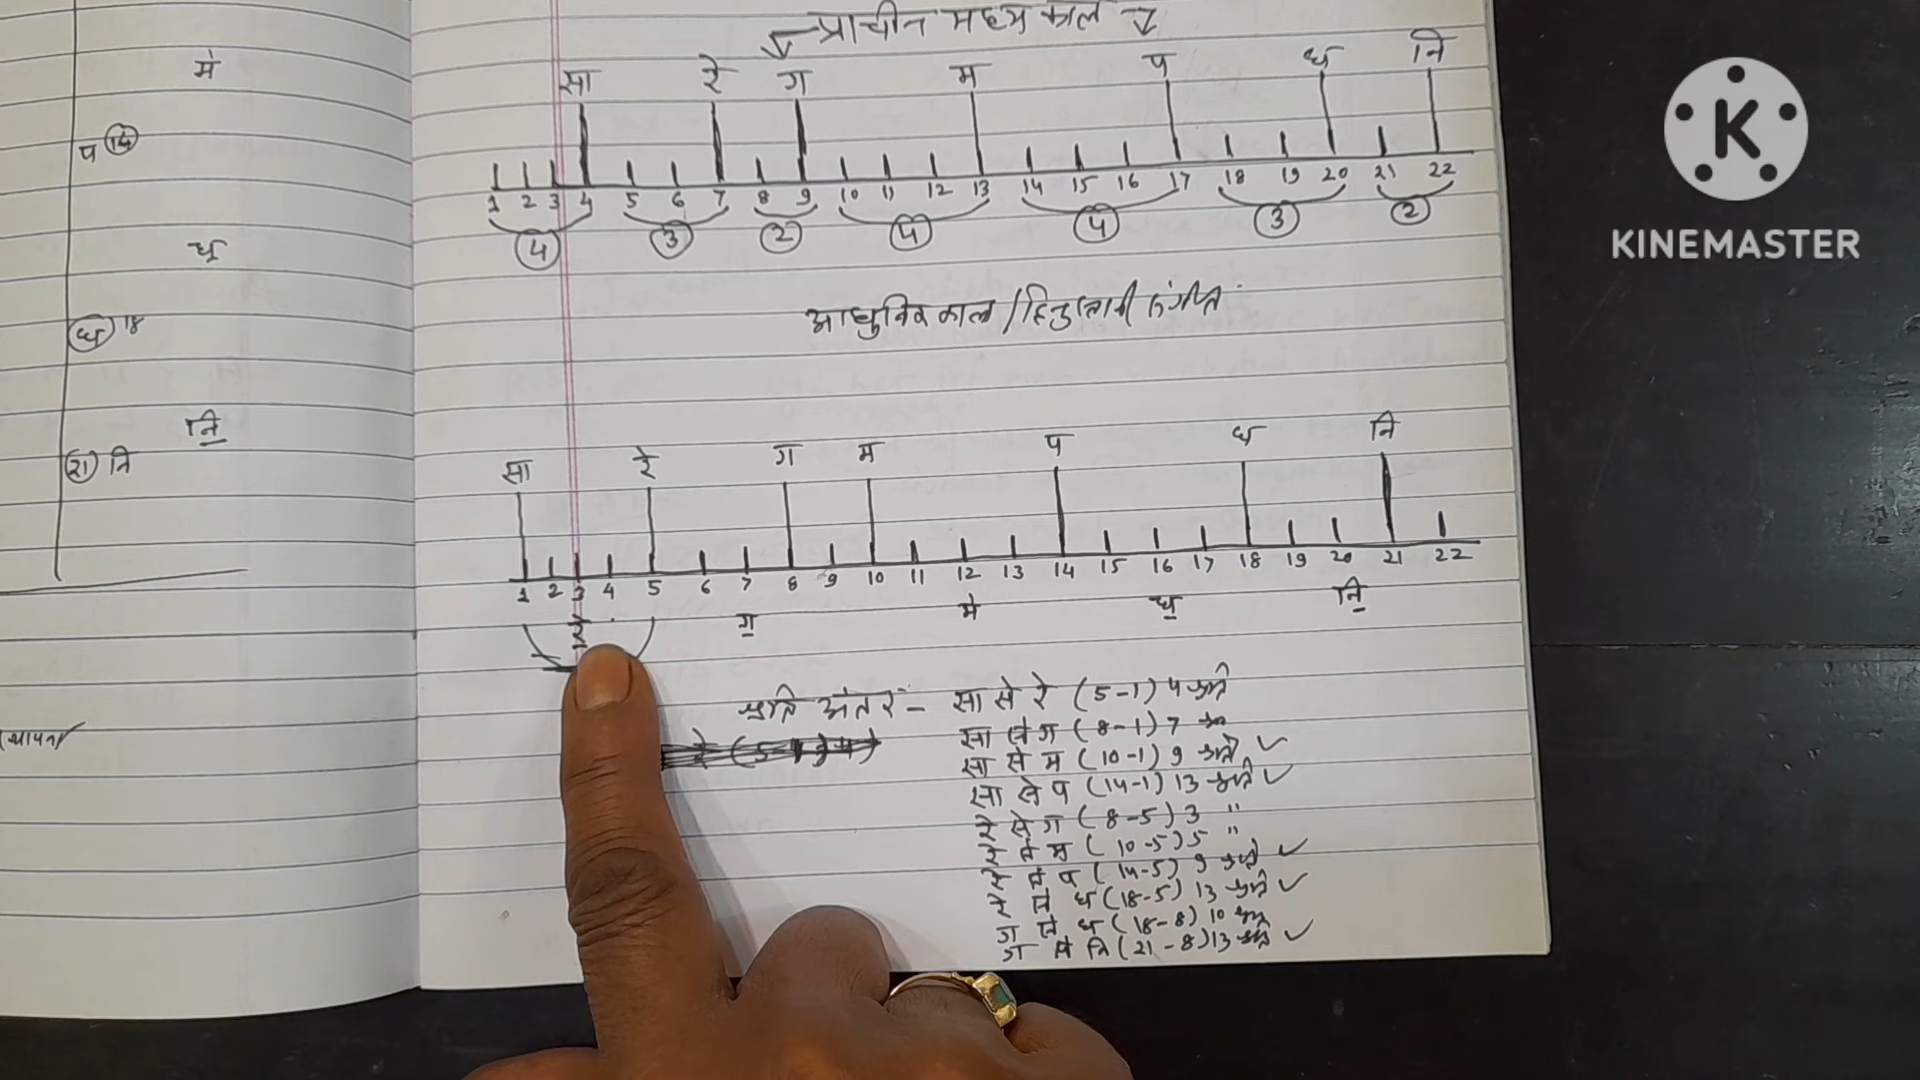 मे
प 14
ध
ध 18
नि
21 नि
प्राचीन मध्य काल
सा रे ग म प ध नि
1 2 3 4 5 6 7 8 9 10 11 12 13 14 15 16 17 18 19 20 21 22
4 3 2 4 4 3 2
आधुनिक काल / हिन्दुस्तानी संगीत
सा रे ग म प ध नि
1 2 3 4 5 6 7 8 9 10 11 12 13 14 15 16 17 18 19 20 21 22
रे ग मे ध नि
श्रुति अंतर :- सा से रे (5-1) 4 श्रुति
सा से ग (8-1) 7
सा से म (10-1) 9 श्रुति ✓
सा से प (14-1) 13 श्रुति ✓
रे से ग (8-5) 3 "
रे से म (10-5) 5 "
रे से प (14-5) 9 श्रुति ✓
रे से ध (18-5) 13 श्रुति ✓
ग से ध (18-8) 10 श्रुति
ग से नि (21-8) 13 श्रुति ✓
K
KINEMASTER